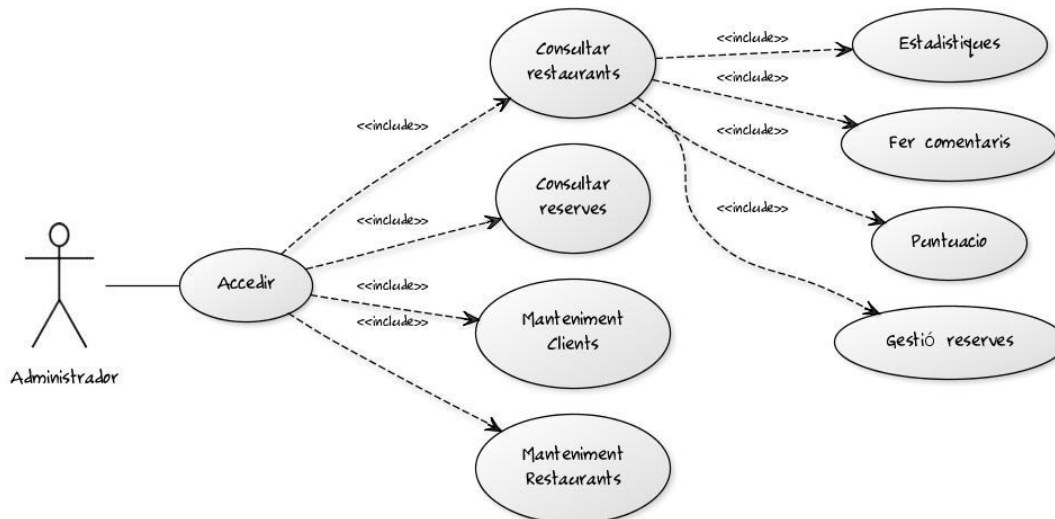 Consultar
restaurants
<<include>>
Estadistiques
<<include>>
Fer comentaris
<<include>>
<<include>>
Puntuacio
<<include>>
Gestió reserves
Consultar
reserves
<<include>>
Accedir
<<include>>
<<include>>
Manteniment
Clients
Manteniment
Restaurants
Administrador